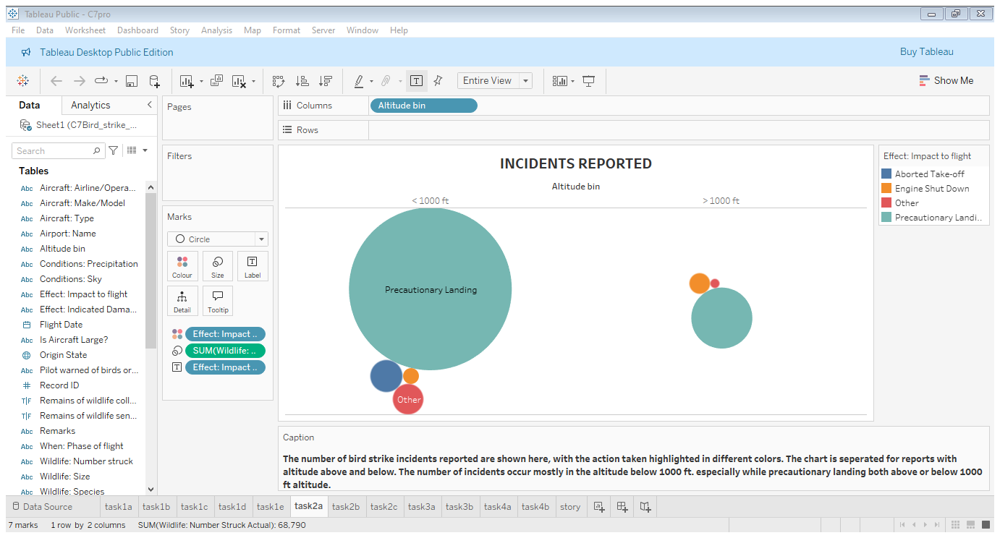 Tableau Public - C7pro
File Data Worksheet Dashboard Story Analysis Map Format Server Window Help
Tableau Desktop Public Edition Buy Tableau
Entire View Show Me
Data Analytics
Sheet1 (C7Bird_strike_...
Search
Tables
Abc Aircraft: Airline/Opera...
Abc Aircraft: Make/Model
Abc Aircraft: Type
Abc Airport: Name
Abc Altitude bin
Abc Conditions: Precipitation
Abc Conditions: Sky
Abc Effect: Impact to flight
Abc Effect: Indicated Dama...
Flight Date
Abc Is Aircraft Large?
Origin State
Abc Pilot warned of birds or...
# Record ID
T|F Remains of wildlife coll...
T|F Remains of wildlife sen...
Abc Remarks
Abc When: Phase of flight
Abc Wildlife: Number struck
Abc Wildlife: Size
Abc Wildlife: Species
Pages
Filters
Marks
Circle
Colour Size Label
Detail Tooltip
Effect: Impact ..
SUM(Wildlife: ..
Effect: Impact ..
Columns Altitude bin
Rows
INCIDENTS REPORTED
Altitude bin
< 1000 ft > 1000 ft
Precautionary Landing
Other
Effect: Impact to flight
Aborted Take-off
Engine Shut Down
Other
Precautionary Landi..
Caption
The number of bird strike incidents reported are shown here, with the action taken highlighted in different colors. The chart is seperated for reports with
altitude above and below. The number of incidents occur mostly in the altitude below 1000 ft. especially while precautionary landing both above or below 1000
ft altitude.
Data Source task1a task1b task1c task1d task1e task2a task2b task2c task3a task3b task4a task4b story
7 marks 1 row by 2 columns SUM(Wildlife: Number Struck Actual): 68,790